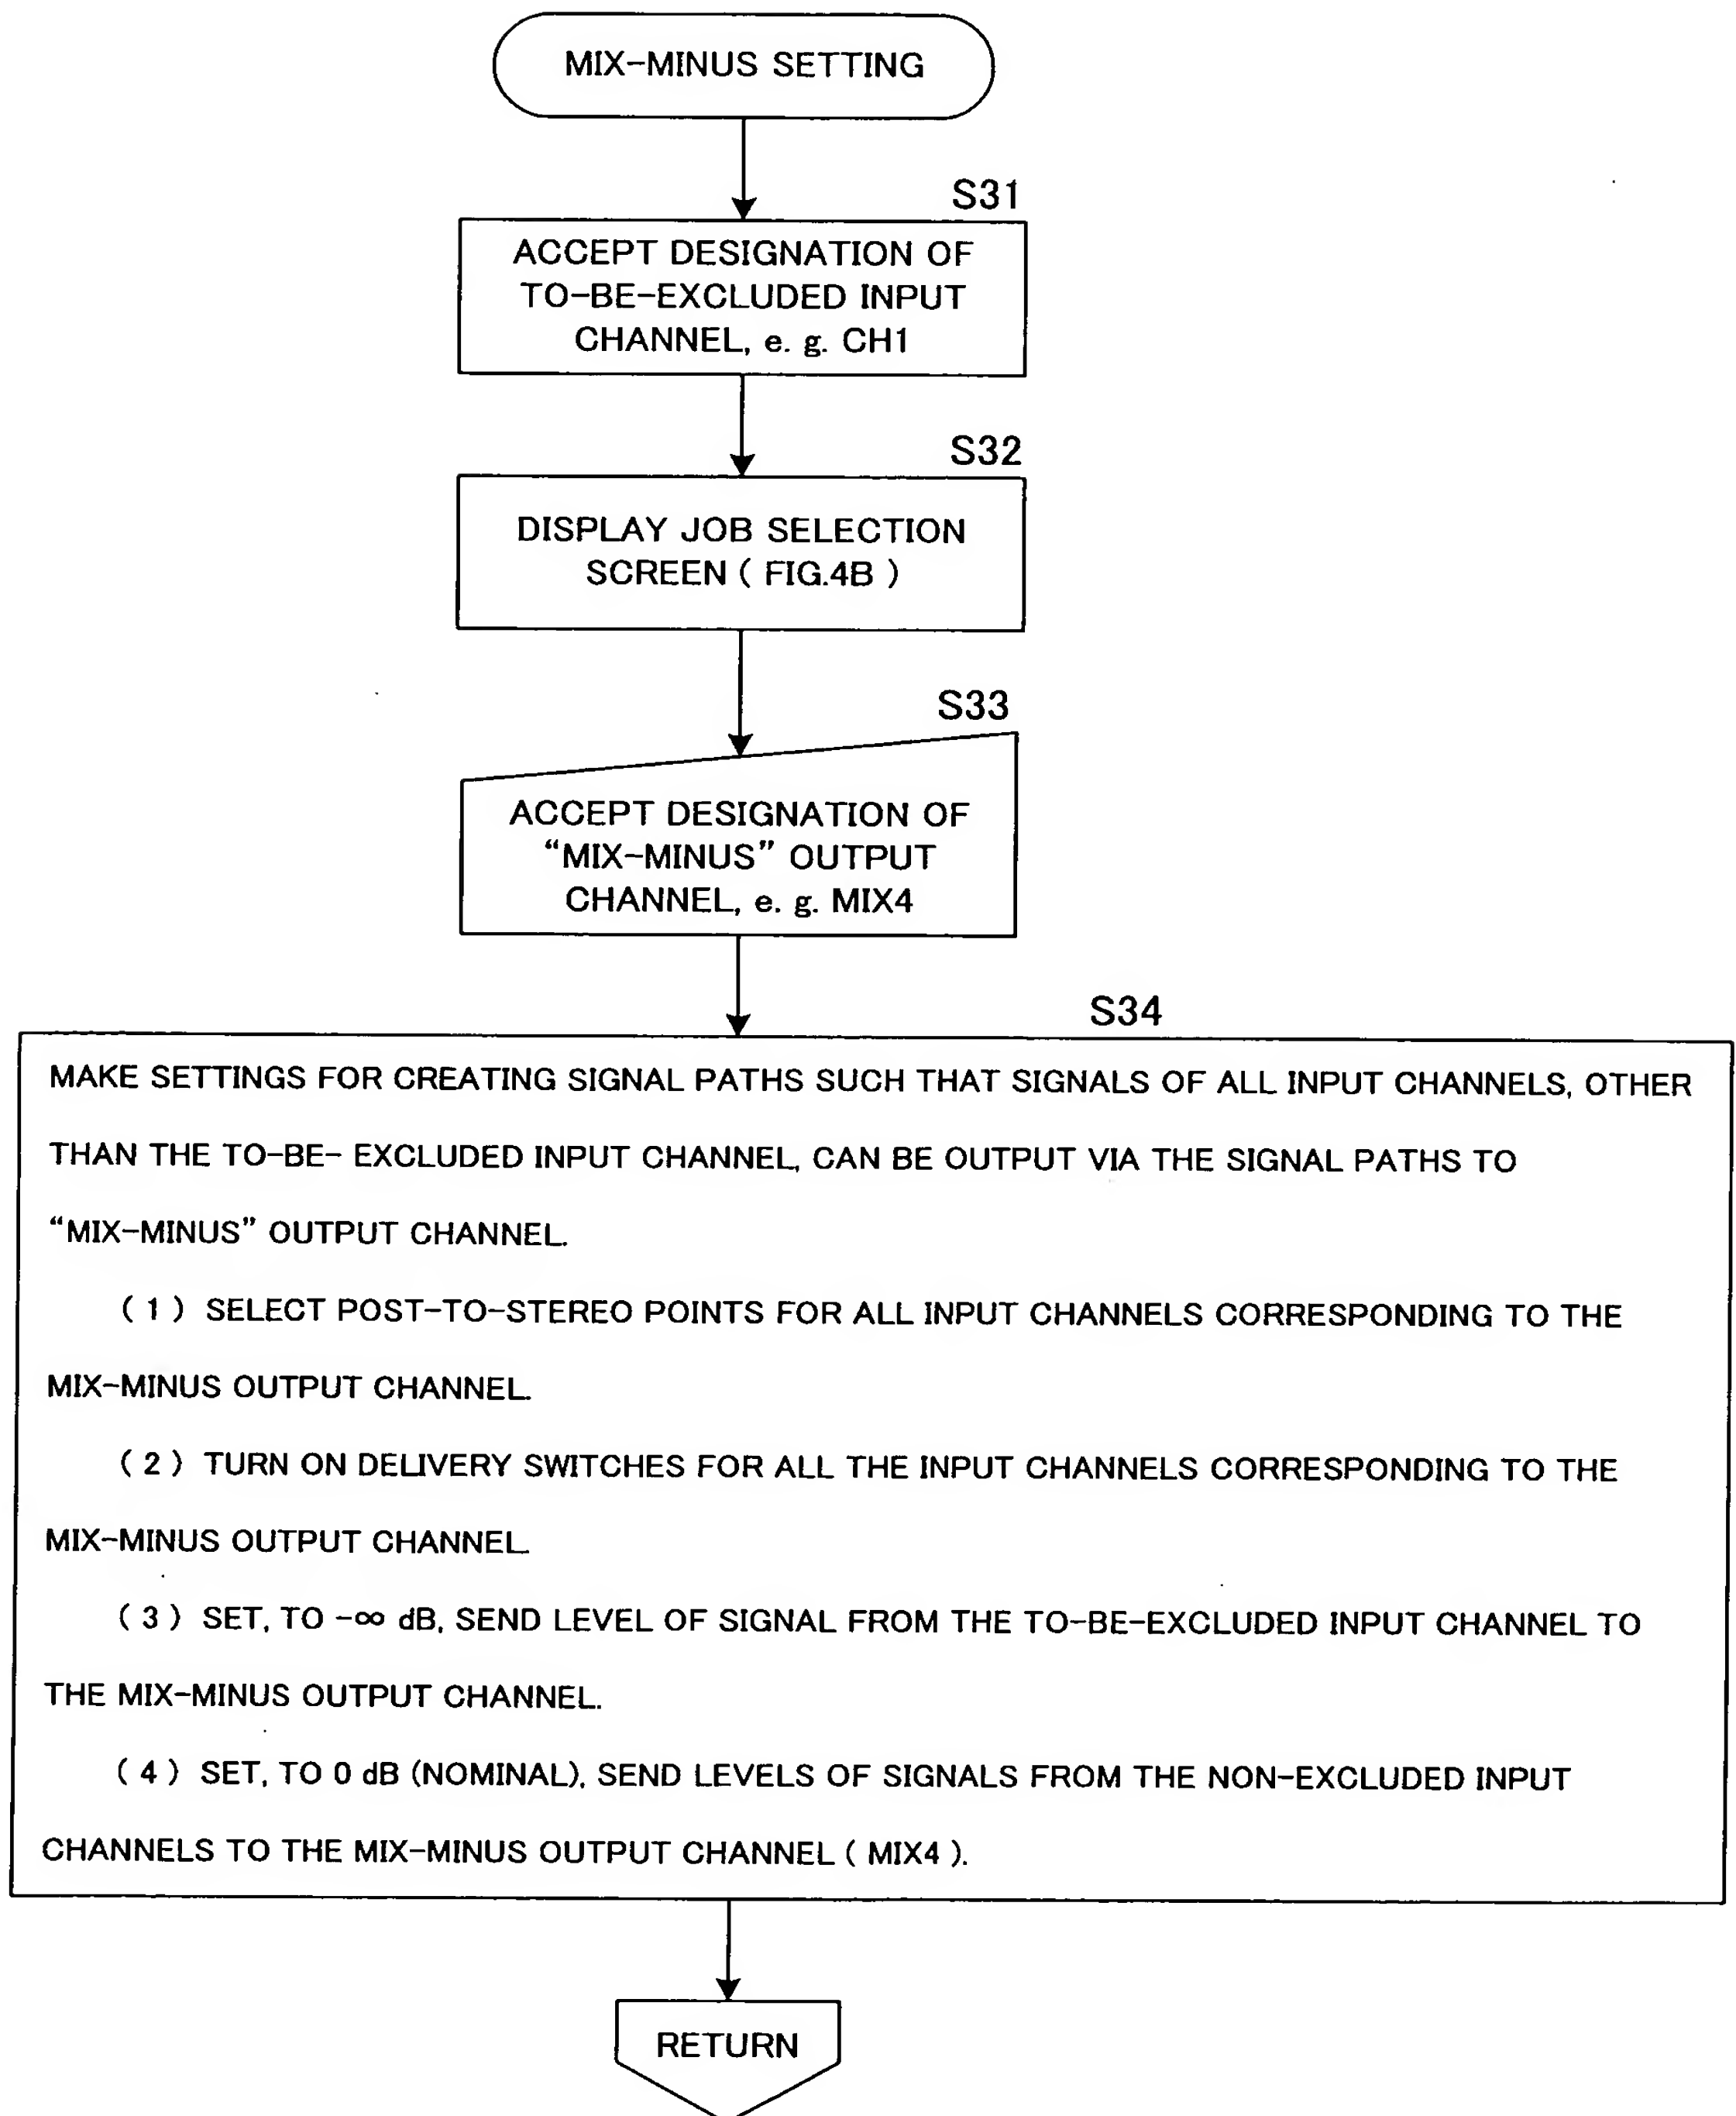 MIX-MINUS SETTING
S31
ACCEPT DESIGNATION OF
TO-BE-EXCLUDED INPUT
CHANNEL, e. g. CH1
S32
DISPLAY JOB SELECTION
SCREEN ( FIG.4B )
S33
ACCEPT DESIGNATION OF
“MIX-MINUS” OUTPUT
CHANNEL, e. g. MIX4
S34
MAKE SETTINGS FOR CREATING SIGNAL PATHS SUCH THAT SIGNALS OF ALL INPUT CHANNELS, OTHER
THAN THE TO-BE- EXCLUDED INPUT CHANNEL, CAN BE OUTPUT VIA THE SIGNAL PATHS TO
“MIX-MINUS” OUTPUT CHANNEL.
( 1 ) SELECT POST-TO-STEREO POINTS FOR ALL INPUT CHANNELS CORRESPONDING TO THE
MIX-MINUS OUTPUT CHANNEL.
( 2 ) TURN ON DELIVERY SWITCHES FOR ALL THE INPUT CHANNELS CORRESPONDING TO THE
MIX-MINUS OUTPUT CHANNEL
( 3 ) SET, TO -∞ dB, SEND LEVEL OF SIGNAL FROM THE TO-BE-EXCLUDED INPUT CHANNEL TO
THE MIX-MINUS OUTPUT CHANNEL.
( 4 ) SET, TO 0 dB (NOMINAL), SEND LEVELS OF SIGNALS FROM THE NON-EXCLUDED INPUT
CHANNELS TO THE MIX-MINUS OUTPUT CHANNEL ( MIX4 ).
RETURN